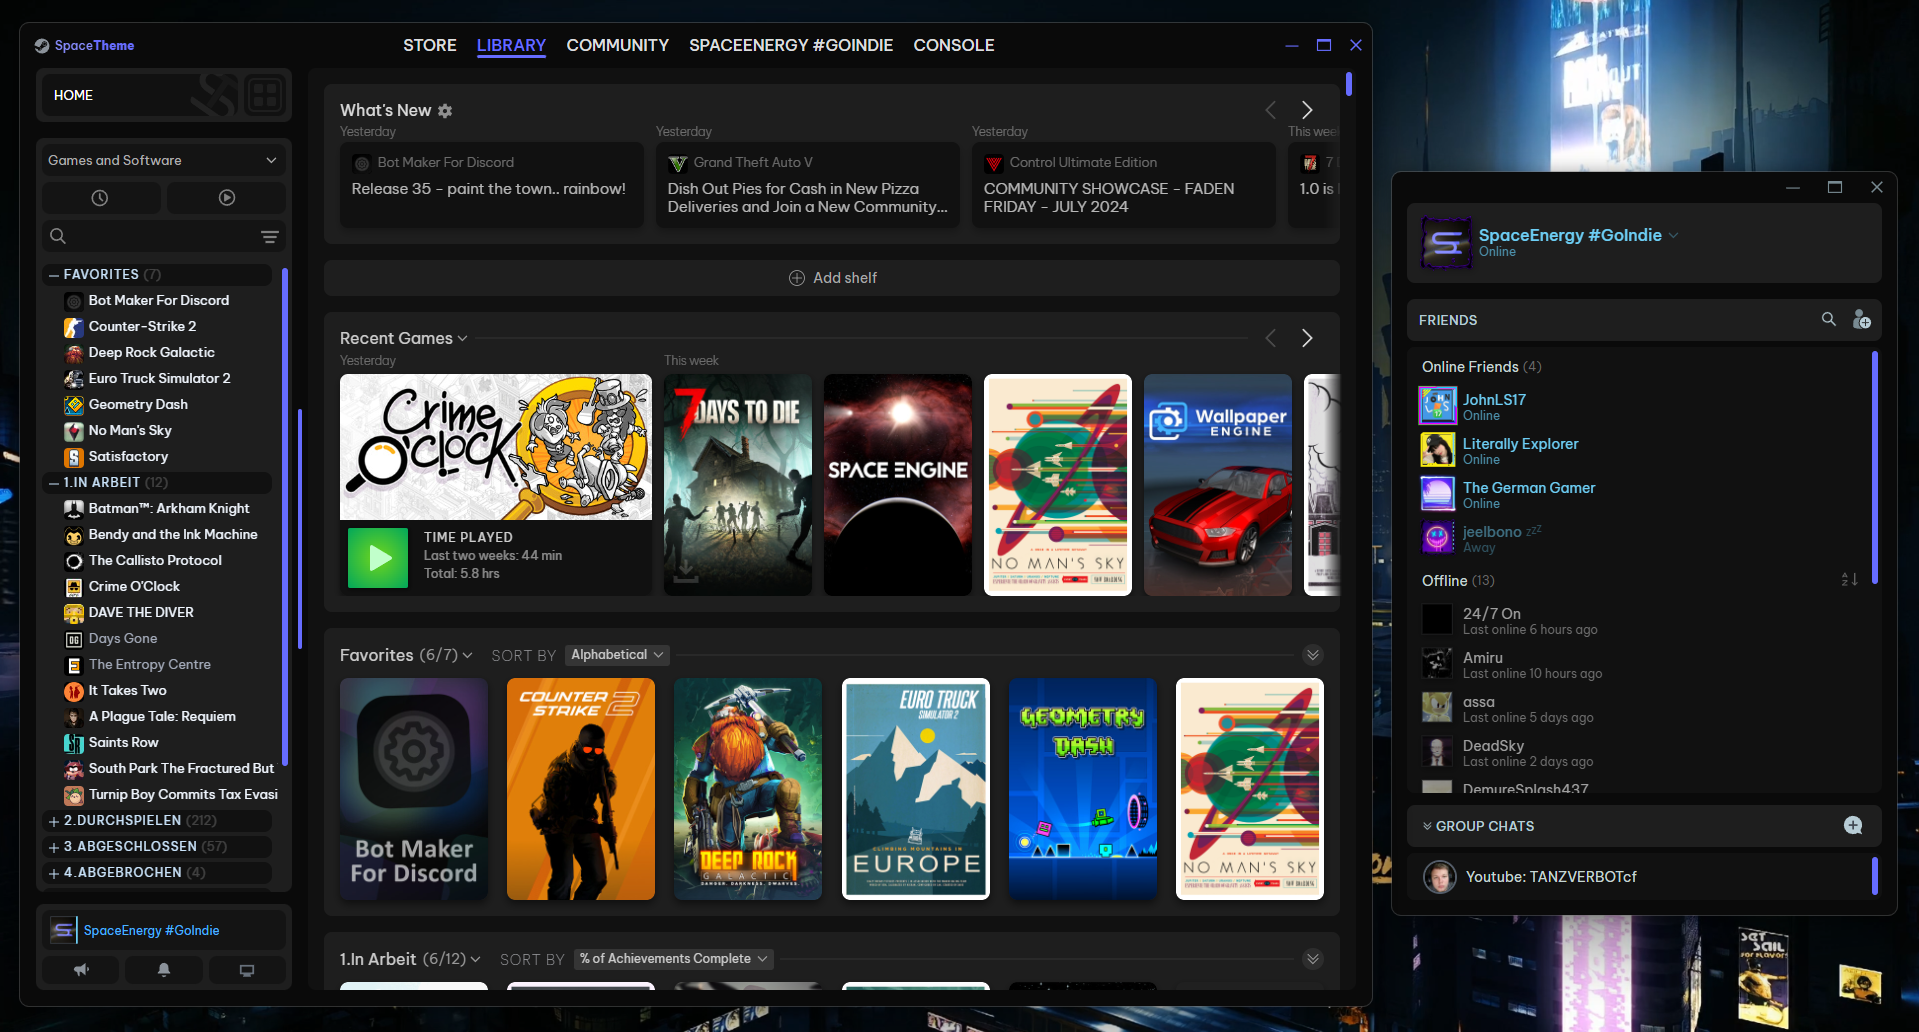 SpaceTheme
STORE
LIBRARY
COMMUNITY
SPACEENERGY #GOINDIE
CONSOLE
HOME
Games and Software
FAVORITES (7)
Bot Maker For Discord
Counter-Strike 2
Deep Rock Galactic
Euro Truck Simulator 2
Geometry Dash
No Man's Sky
Satisfactory
1.IN ARBEIT (12)
Batman™: Arkham Knight
Bendy and the Ink Machine
The Callisto Protocol
Crime O'Clock
DAVE THE DIVER
Days Gone
The Entropy Centre
It Takes Two
A Plague Tale: Requiem
Saints Row
South Park The Fractured But
Turnip Boy Commits Tax Evasi
2.DURCHSPIELEN (212)
3.ABGESCHLOSSEN (57)
4.ABGEBROCHEN (4)
SpaceEnergy #GoIndie
What's New
Yesterday
Bot Maker For Discord
Release 35 - paint the town.. rainbow!
Yesterday
Grand Theft Auto V
Dish Out Pies for Cash in New Pizza
Deliveries and Join a New Community...
Yesterday
Control Ultimate Edition
COMMUNITY SHOWCASE - FADEN
FRIDAY - JULY 2024
This wee
7
1.0 is
Add shelf
Recent Games
Yesterday
Crime
O'Clock
TIME PLAYED
Last two weeks: 44 min
Total: 5.8 hrs
This week
7 DAYS TO DIE
SPACE ENGINE
NO MAN'S SKY
Wallpaper
ENGINE
Favorites (6/7)
SORT BY
Alphabetical
Bot Maker
For Discord
COUNTER
STRIKE 2
DEEP ROCK
GALACTIC
DANGER. DARKNESS. DWARVES.
EURO TRUCK
SIMULATOR 2
CLIMBING MOUNTAINS IN
EUROPE
GEOMETRY
DASH
NO MAN'S SKY
1.In Arbeit (6/12)
SORT BY
% of Achievements Complete
SpaceEnergy #GoIndie
Online
FRIENDS
Online Friends (4)
JohnLS17
Online
Literally Explorer
Online
The German Gamer
Online
jeelbono zzZ
Away
Offline (13)
24/7 On
Last online 6 hours ago
Amiru
Last online 10 hours ago
assa
Last online 5 days ago
DeadSky
Last online 2 days ago
DemureSplash437
GROUP CHATS
Youtube: TANZVERBOTcf
SET
SAIL
FOR FLAVOR!